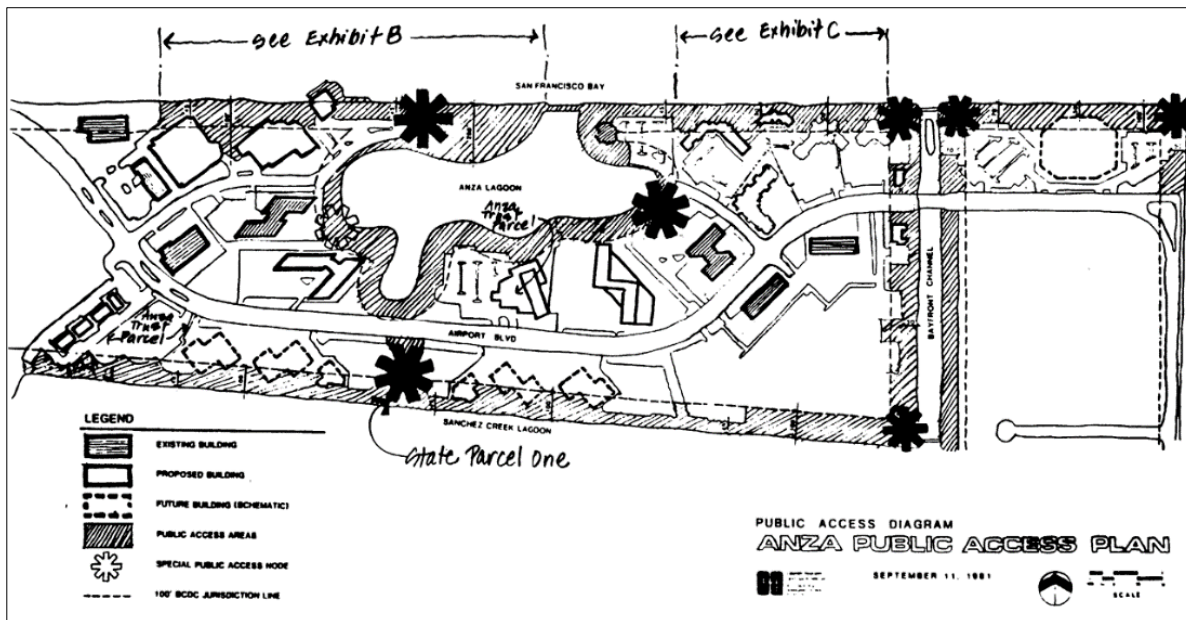 see Exhibit B
see Exhibit C
SAN FRANCISCO BAY
ANZA LAGOON
Anza
Trust
Parcel
Anza
Trust
Parcel
AIRPORT BLVD
BAYFRONT CHANNEL
SANCHEZ CREEK LAGOON
State Parcel One
LEGEND
EXISTING BUILDING
PROPOSED BUILDING
FUTURE BUILDING (SCHEMATIC)
PUBLIC ACCESS AREAS
SPECIAL PUBLIC ACCESS NODE
100' BCDC JURISDICTION LINE
PUBLIC ACCESS DIAGRAM
ANZA PUBLIC ACCESS PLAN
SEPTEMBER 11, 1981
SCALE